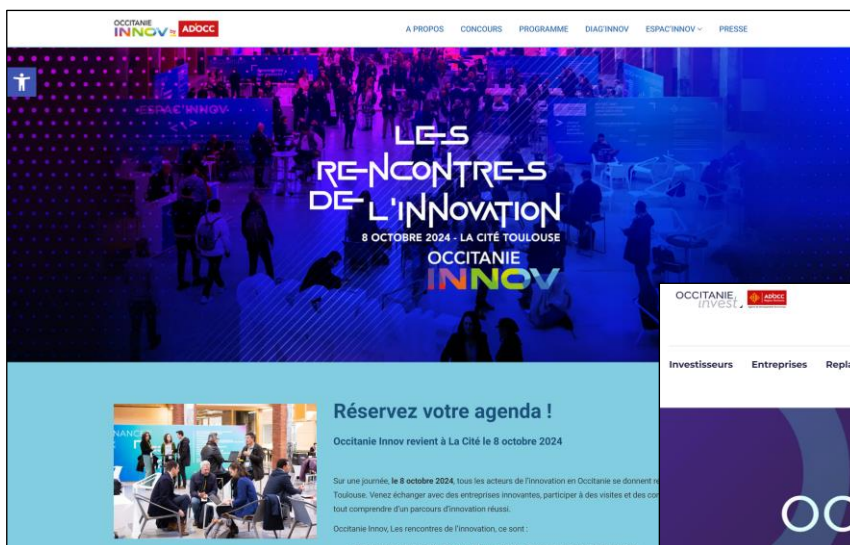 OCCITANIE
INNOV DE AD'OCC
A PROPOS CONCOURS PROGRAMME DIAG'INNOV ESPAC'INNOV PRESSE
ESPAC'INNOV
LES
RENCONTRES
DE L'INNOVATION
8 OCTOBRE 2024 - LA CITÉ TOULOUSE
OCCITANIE
INNOV
OCCITANIE
invest AD'OCC
Investisseurs Entreprises Repla
OC
Réservez votre agenda !
Occitanie Innov revient à La Cité le 8 octobre 2024
Sur une journée, le 8 octobre 2024, tous les acteurs de l'innovation en Occitanie se donnent re
Toulouse. Venez échanger avec des entreprises innovantes, participer à des visites et des con
tout comprendre d'un parcours d'innovation réussi.
Occitanie Innov, Les rencontres de l'innovation, ce sont :